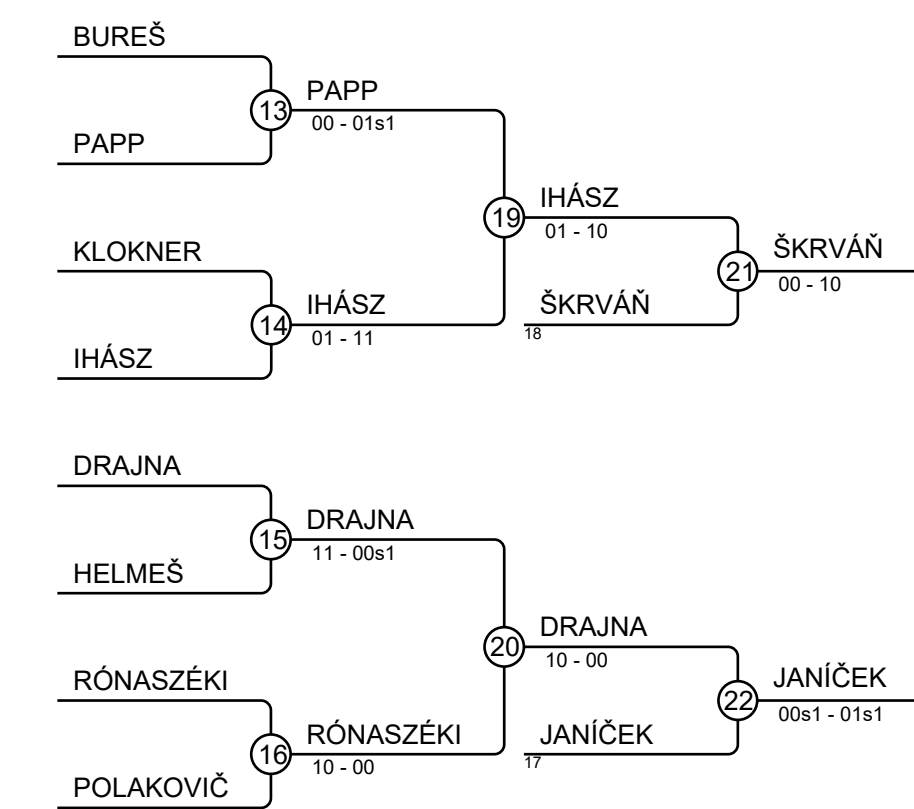 BUREŠ
13
PAPP
00 - 01s1
PAPP
19
IHÁSZ
01 - 10
KLOKNER
14
IHÁSZ
01 - 11
IHÁSZ
ŠKRVÁŇ
18
21
ŠKRVÁŇ
00 - 10
DRAJNA
15
DRAJNA
11 - 00s1
HELMEŠ
20
DRAJNA
10 - 00
RÓNASZÉKI
16
RÓNASZÉKI
10 - 00
POLAKOVIČ
JANÍČEK
17
22
JANÍČEK
00s1 - 01s1